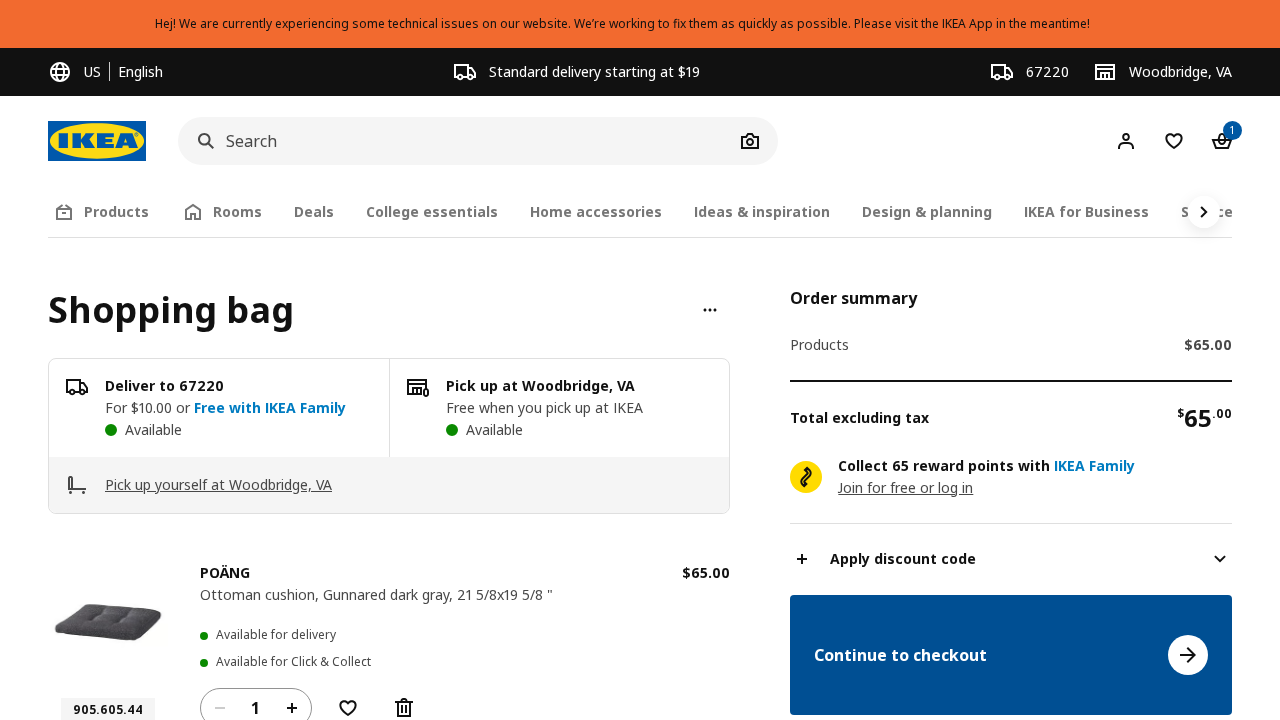 Hej! We are currently experiencing some technical issues on our website. We're working to fix them as quickly as possible. Please visit the IKEA App in the meantime!
US English Standard delivery starting at $19 67220 Woodbridge, VA
IKEA Search 1
Products Rooms Deals College essentials Home accessories Ideas & inspiration Design & planning IKEA for Business
Shopping bag
Deliver to 67220
For $10.00 or Free with IKEA Family
Available
Pick up at Woodbridge, VA
Free when you pick up at IKEA
Available
Pick up yourself at Woodbridge, VA
POÄNG $65.00
Ottoman cushion, Gunnared dark gray, 21 5/8x19 5/8 "
Available for delivery
Available for Click & Collect
1
905.605.44
Order summary
Products $65.00
Total excluding tax $65.00
Collect 65 reward points with IKEA Family
Join for free or log in
Apply discount code
Continue to checkout